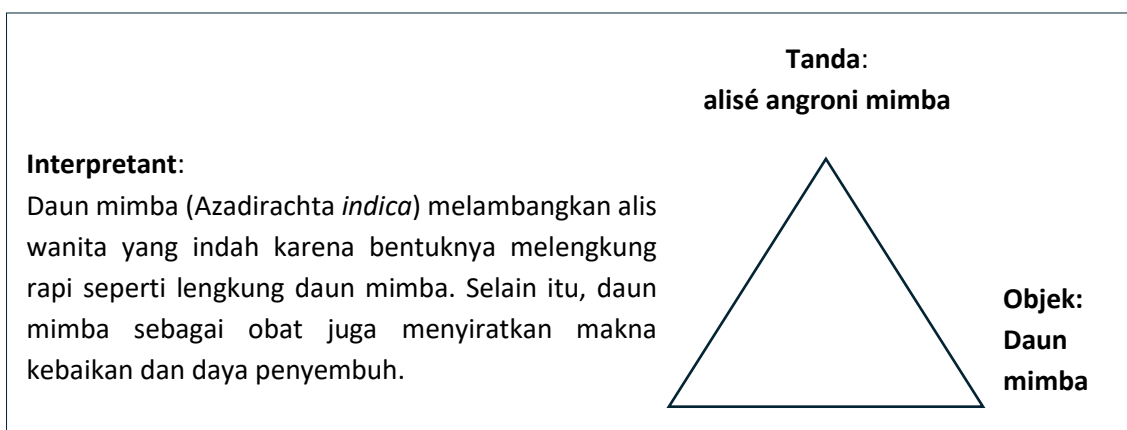 Tanda:
alisé angroni mimba
Interpretant:
Daun mimba (Azadirachta indica) melambangkan alis
wanita yang indah karena bentuknya melengkung
rapi seperti lengkung daun mimba. Selain itu, daun
mimba sebagai obat juga menyiratkan makna
kebaikan dan daya penyembuh.
Objek:
Daun
mimba